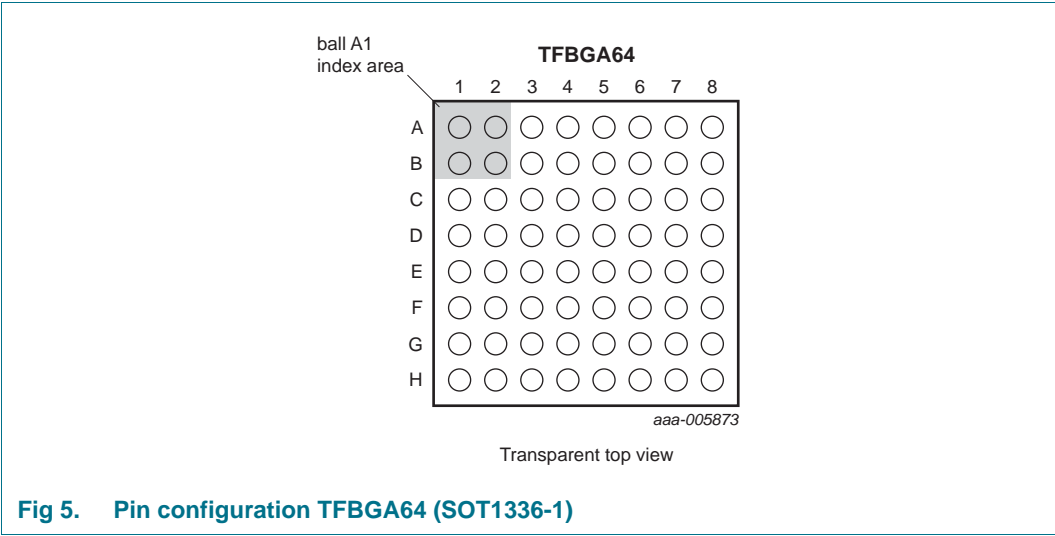 ball A1
index area
TFBGA64
1 2 3 4 5 6 7 8
A
B
C
D
E
F
G
H
aaa-005873
Transparent top view
Fig 5. Pin configuration TFBGA64 (SOT1336-1)